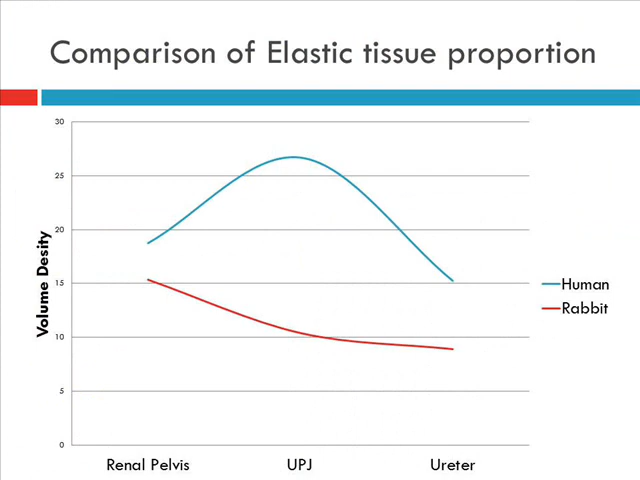 Comparison of Elastic tissue proportion
30
25
20
15
10
5
0
Volume Desity
Renal Pelvis UPJ Ureter
Human
Rabbit